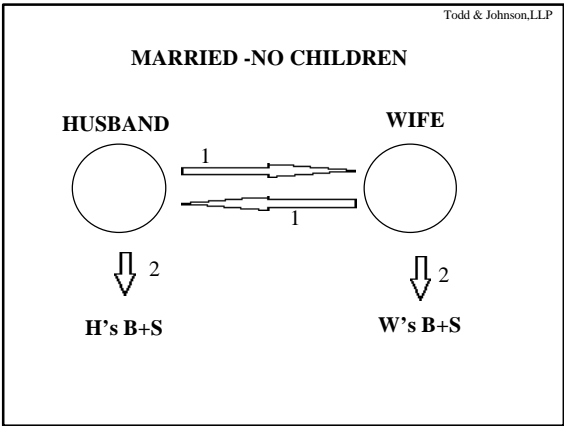 Todd & Johnson,LLP
MARRIED -NO CHILDREN
HUSBAND
WIFE
1
1
2
2
H's B+S
W's B+S